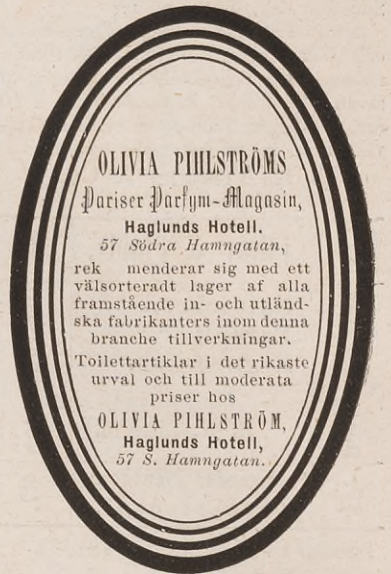 OLIVIA PIHLSTRÖMS
Pariser Parfym-Magasin,
Haglunds Hotell.
57 Södra Hamngatan,
rek menderar sig med ett
välsorteradt lager af alla
framstående in- och utländ-
ska fabrikanters inom denna
branche tillverkningar.
Toilettartiklar i det rikaste
urval och till moderata
priser hos
OLIVIA PIHLSTRÖM,
Haglunds Hotell,
57 S. Hamngatan.